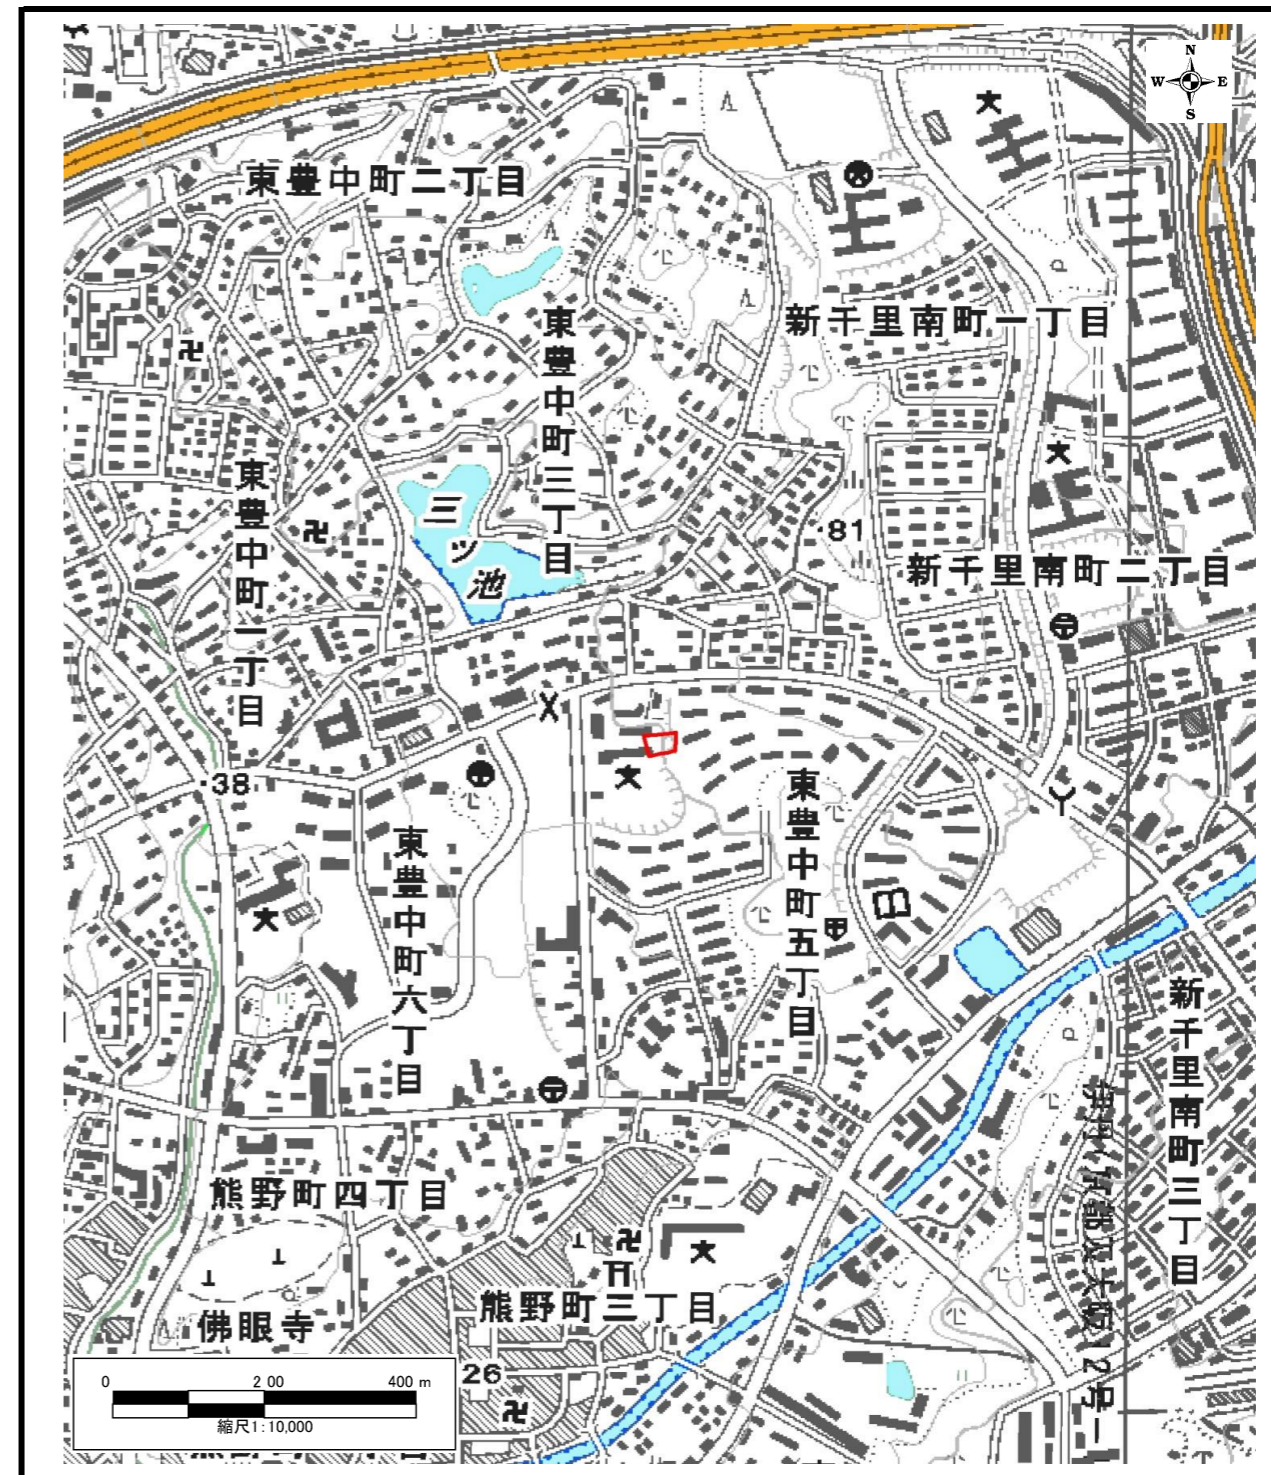 N
W E
S
東豊中町二丁目
新千里南町一丁目
東豊中町三丁目
東豊中町一丁目
三ッ池
81
新千里南町二丁目
38
東豊中町五丁目
東豊中町六丁目
新千里南町三丁目
熊野町四丁目
佛眼寺
熊野町三丁目
26
0 200 400 m
縮尺1:10,000